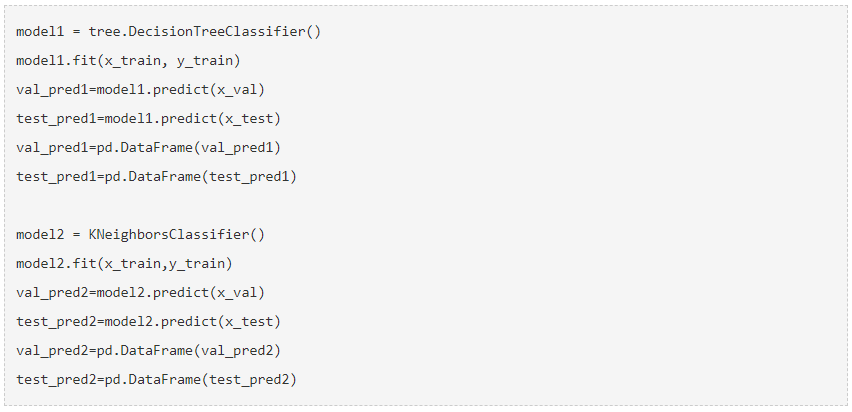 model1 = tree.DecisionTreeClassifier()
model1.fit(x_train, y_train)
val_pred1=model1.predict(x_val)
test_pred1=model1.predict(x_test)
val_pred1=pd.DataFrame(val_pred1)
test_pred1=pd.DataFrame(test_pred1)
model2 = KNeighborsClassifier()
model2.fit(x_train,y_train)
val_pred2=model2.predict(x_val)
test_pred2=model2.predict(x_test)
val_pred2=pd.DataFrame(val_pred2)
test_pred2=pd.DataFrame(test_pred2)